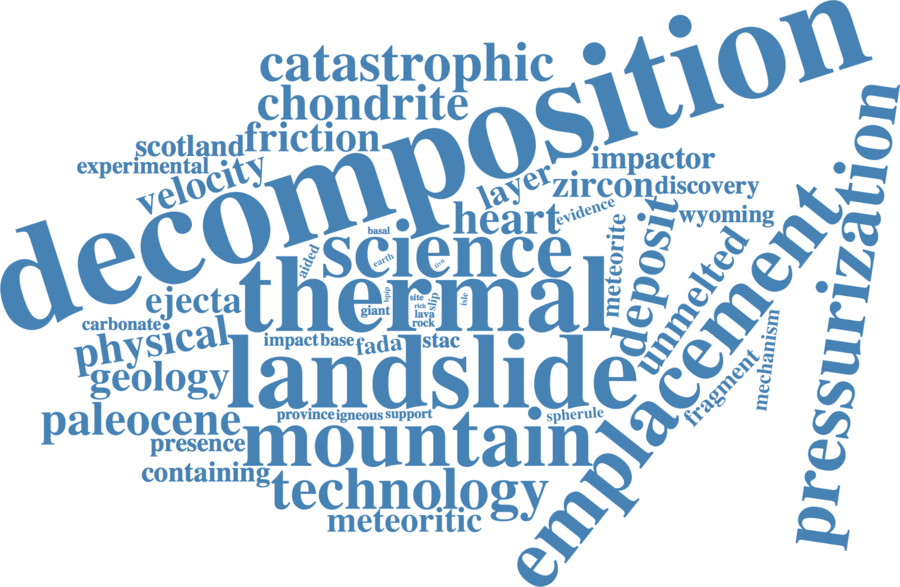 catastrophic
chondrite
decomposition
scotland
friction
experimental
velocity
layer
impactor
zircon
discovery
pressurization
heart
evidence
wyoming
basal
science
earth
aided
meteorite
deposit
unmelted
emplacement
thermal
ejecta
giant
site
rich
lava
rock
slip
isle
carbonate
physical
impact
base
fada
stac
landslide
geology
fragment
mechanism
paleocene
province
igneous
support
spherule
presence
mountain
containing
technology
meteoritic